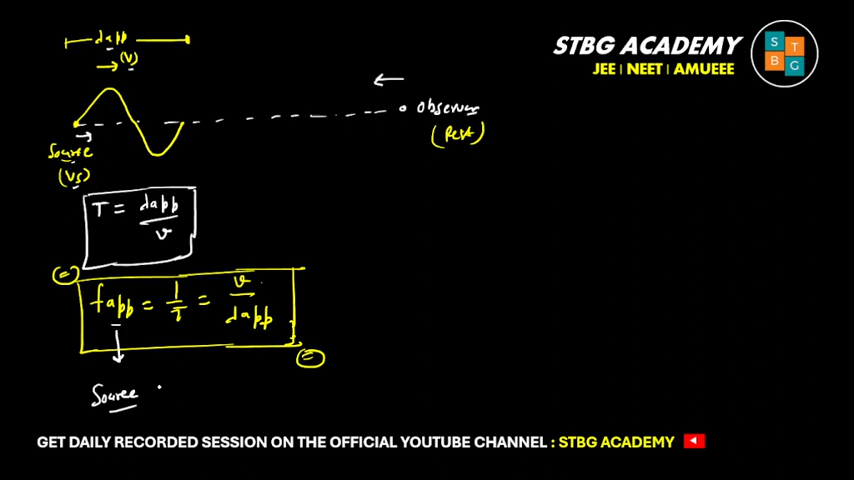 dapp
(v)
STBG ACADEMY
JEE | NEET | AMUEEE
S T
B G
Observer
(Rest)
Source
(Vs)
T = dapp / v
(=)
fapp = 1/T = v / dapp
(=)
Source
GET DAILY RECORDED SESSION ON THE OFFICIAL YOUTUBE CHANNEL : STBG ACADEMY